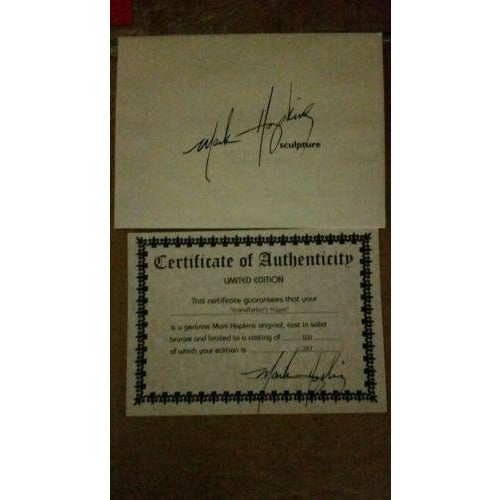 Mark Hopkins
sculpture
Certificate of Authenticity
LIMITED EDITION
This certificate guarantees that your
"Grandfather's Prayer"
is a genuine Mark Hopkins original, cast in solid
bronze and limited to a casting of
of which your edition is
Mark Hopkins